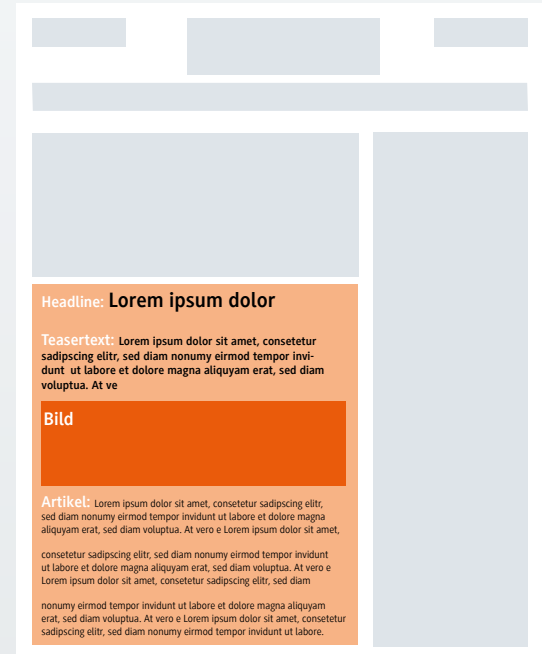 Headline: Lorem ipsum dolor
Teasertext: Lorem ipsum dolor sit amet, consetetur
sadipscing elitr, sed diam nonumy eirmod tempor invi-
dunt  ut labore et dolore magna aliquyam erat, sed diam
voluptua. At ve
Bild
Artikel: Lorem ipsum dolor sit amet, consetetur sadipscing elitr,
sed diam nonumy eirmod tempor invidunt ut labore et dolore magna
aliquyam erat, sed diam voluptua. At vero e Lorem ipsum dolor sit amet,
consetetur sadipscing elitr, sed diam nonumy eirmod tempor invidunt
ut labore et dolore magna aliquyam erat, sed diam voluptua. At vero e
Lorem ipsum dolor sit amet, consetetur sadipscing elitr, sed diam
nonumy eirmod tempor invidunt ut labore et dolore magna aliquyam
erat, sed diam voluptua. At vero e Lorem ipsum dolor sit amet, consetetur
sadipscing elitr, sed diam nonumy eirmod tempor invidunt ut labore.